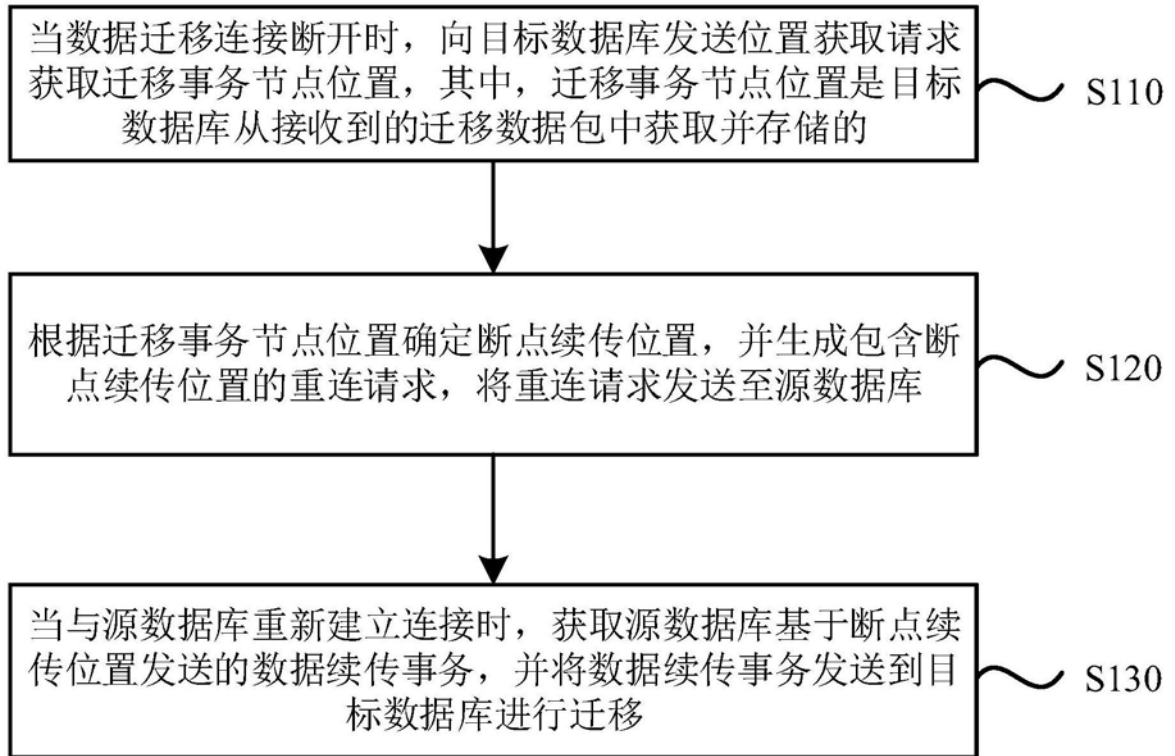 当数据迁移连接断开时，向目标数据库发送位置获取请求
获取迁移事务节点位置，其中，迁移事务节点位置是目标
数据库从接收到的迁移数据包中获取并存储的
S110
根据迁移事务节点位置确定断点续传位置，并生成包含断
点续传位置的重连请求，将重连请求发送至源数据库
S120
当与源数据库重新建立连接时，获取源数据库基于断点续
传位置发送的数据续传事务，并将数据续传事务发送到目
标数据库进行迁移
S130